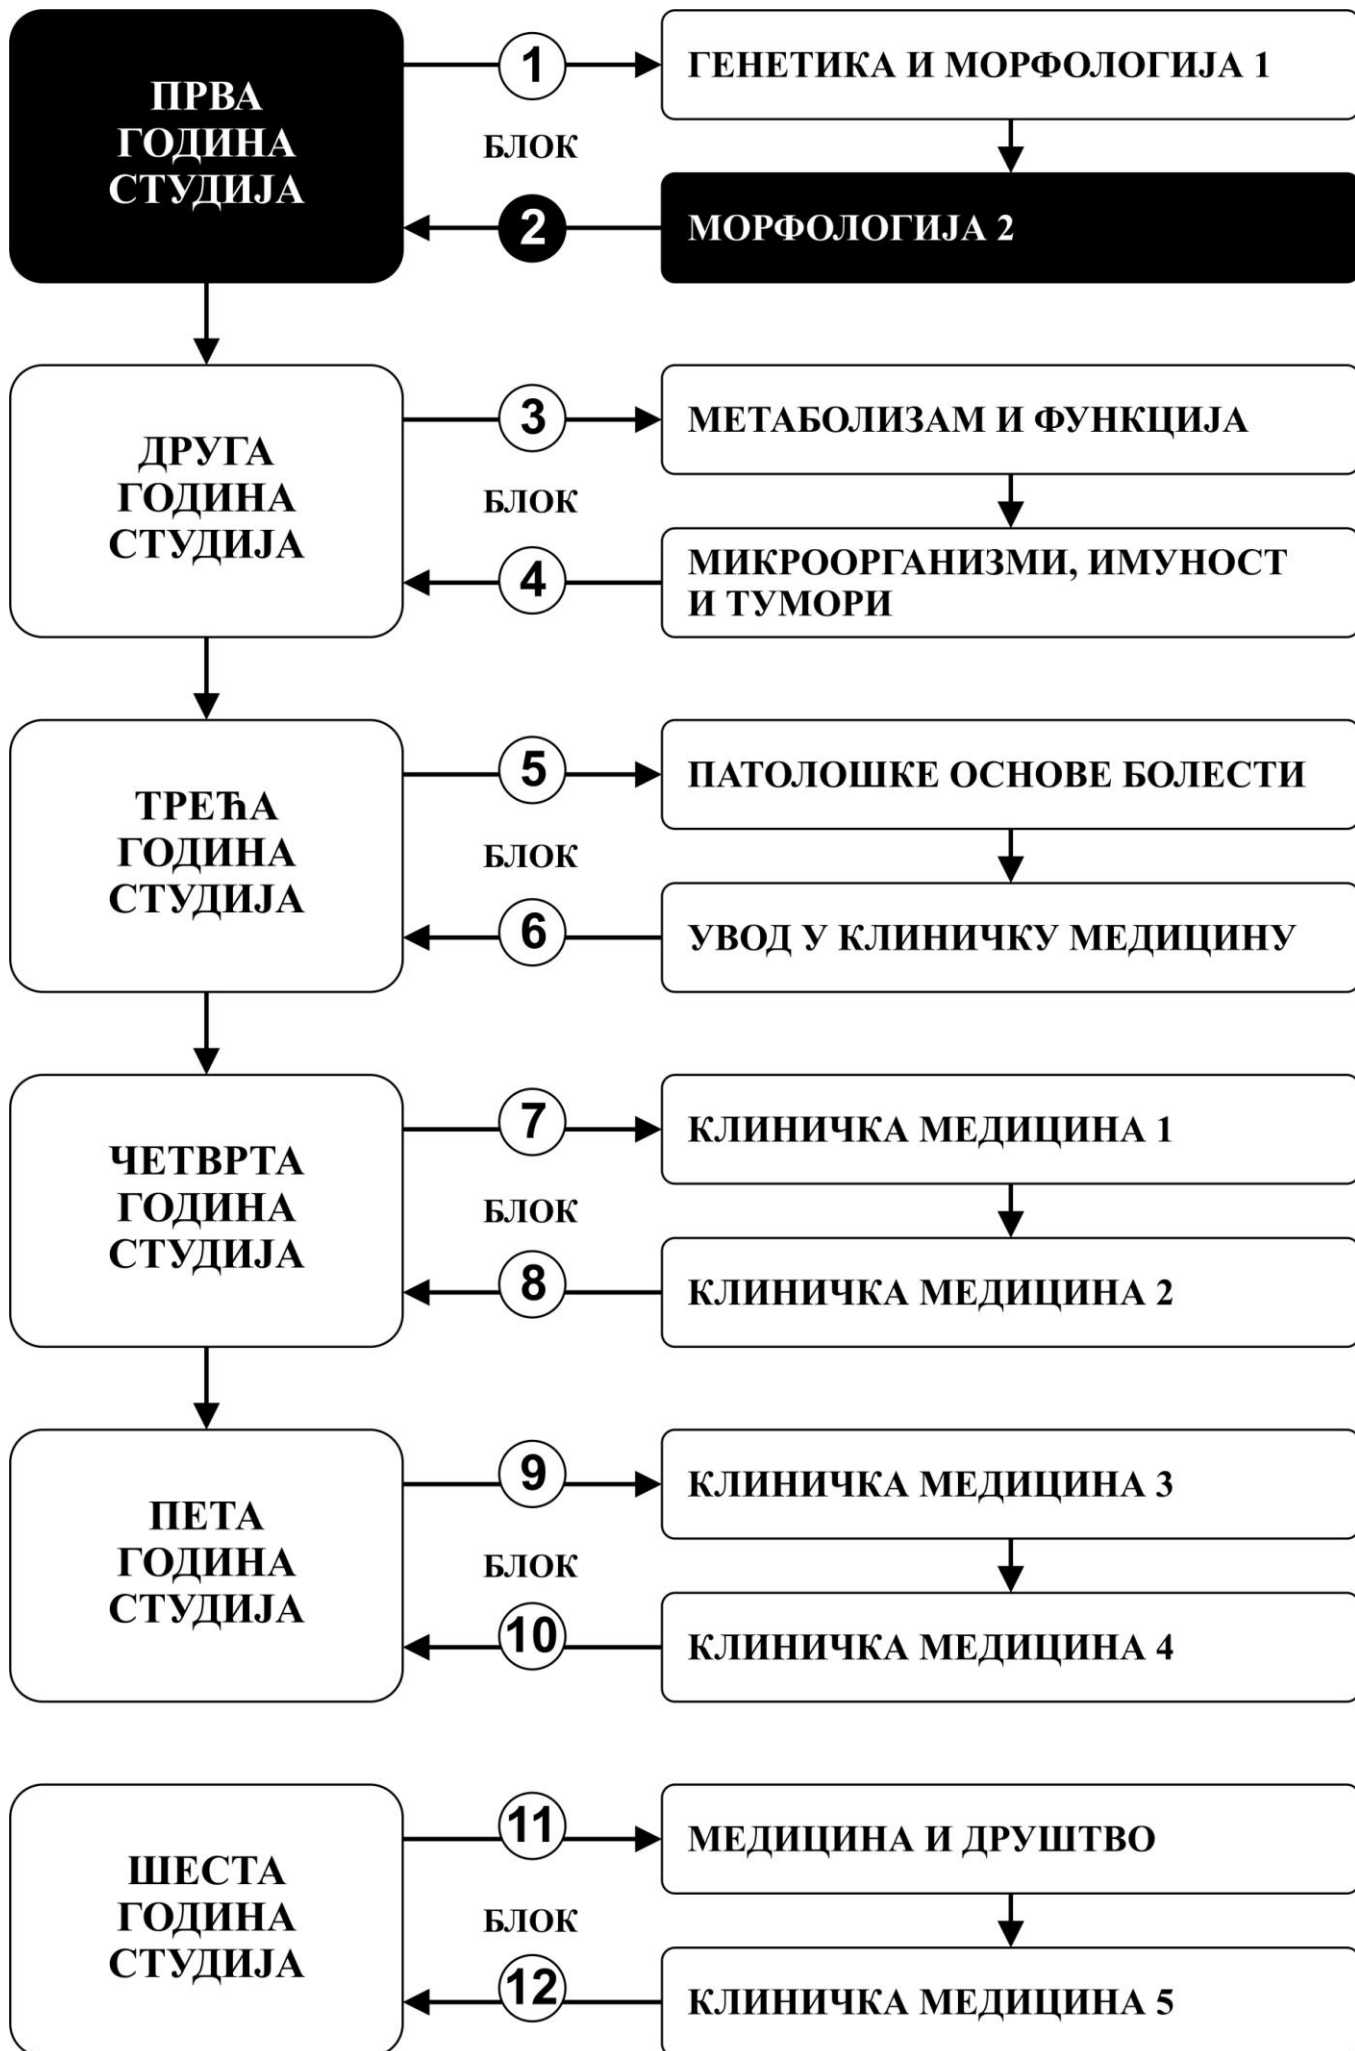 ПРВА
ГОДИНА
СТУДИЈА
1
БЛОК
2
ГЕНЕТИКА И МОРФОЛОГИЈА 1
МОРФОЛОГИЈА 2
ДРУГА
ГОДИНА
СТУДИЈА
3
БЛОК
4
МЕТАБОЛИЗАМ И ФУНКЦИЈА
МИКРООРГАНИЗМИ, ИМУНОСТ
И ТУМОРИ
ТРЕЋА
ГОДИНА
СТУДИЈА
5
БЛОК
6
ПАТОЛОШКЕ ОСНОВЕ БОЛЕСТИ
УВОД У КЛИНИЧКУ МЕДИЦИНУ
ЧЕТВРТА
ГОДИНА
СТУДИЈА
7
БЛОК
8
КЛИНИЧКА МЕДИЦИНА 1
КЛИНИЧКА МЕДИЦИНА 2
ПЕТА
ГОДИНА
СТУДИЈА
9
БЛОК
10
КЛИНИЧКА МЕДИЦИНА 3
КЛИНИЧКА МЕДИЦИНА 4
ШЕСТА
ГОДИНА
СТУДИЈА
11
БЛОК
12
МЕДИЦИНА И ДРУШТВО
КЛИНИЧКА МЕДИЦИНА 5